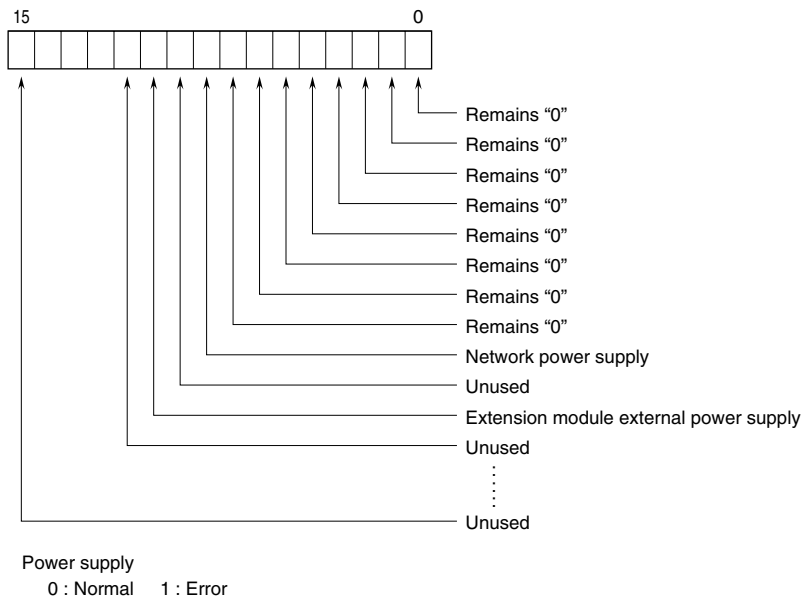 15 0
Remains “0”
Remains “0”
Remains “0”
Remains “0”
Remains “0”
Remains “0”
Remains “0”
Remains “0”
Network power supply
Unused
Extension module external power supply
Unused
Unused
Power supply
0 : Normal 1 : Error